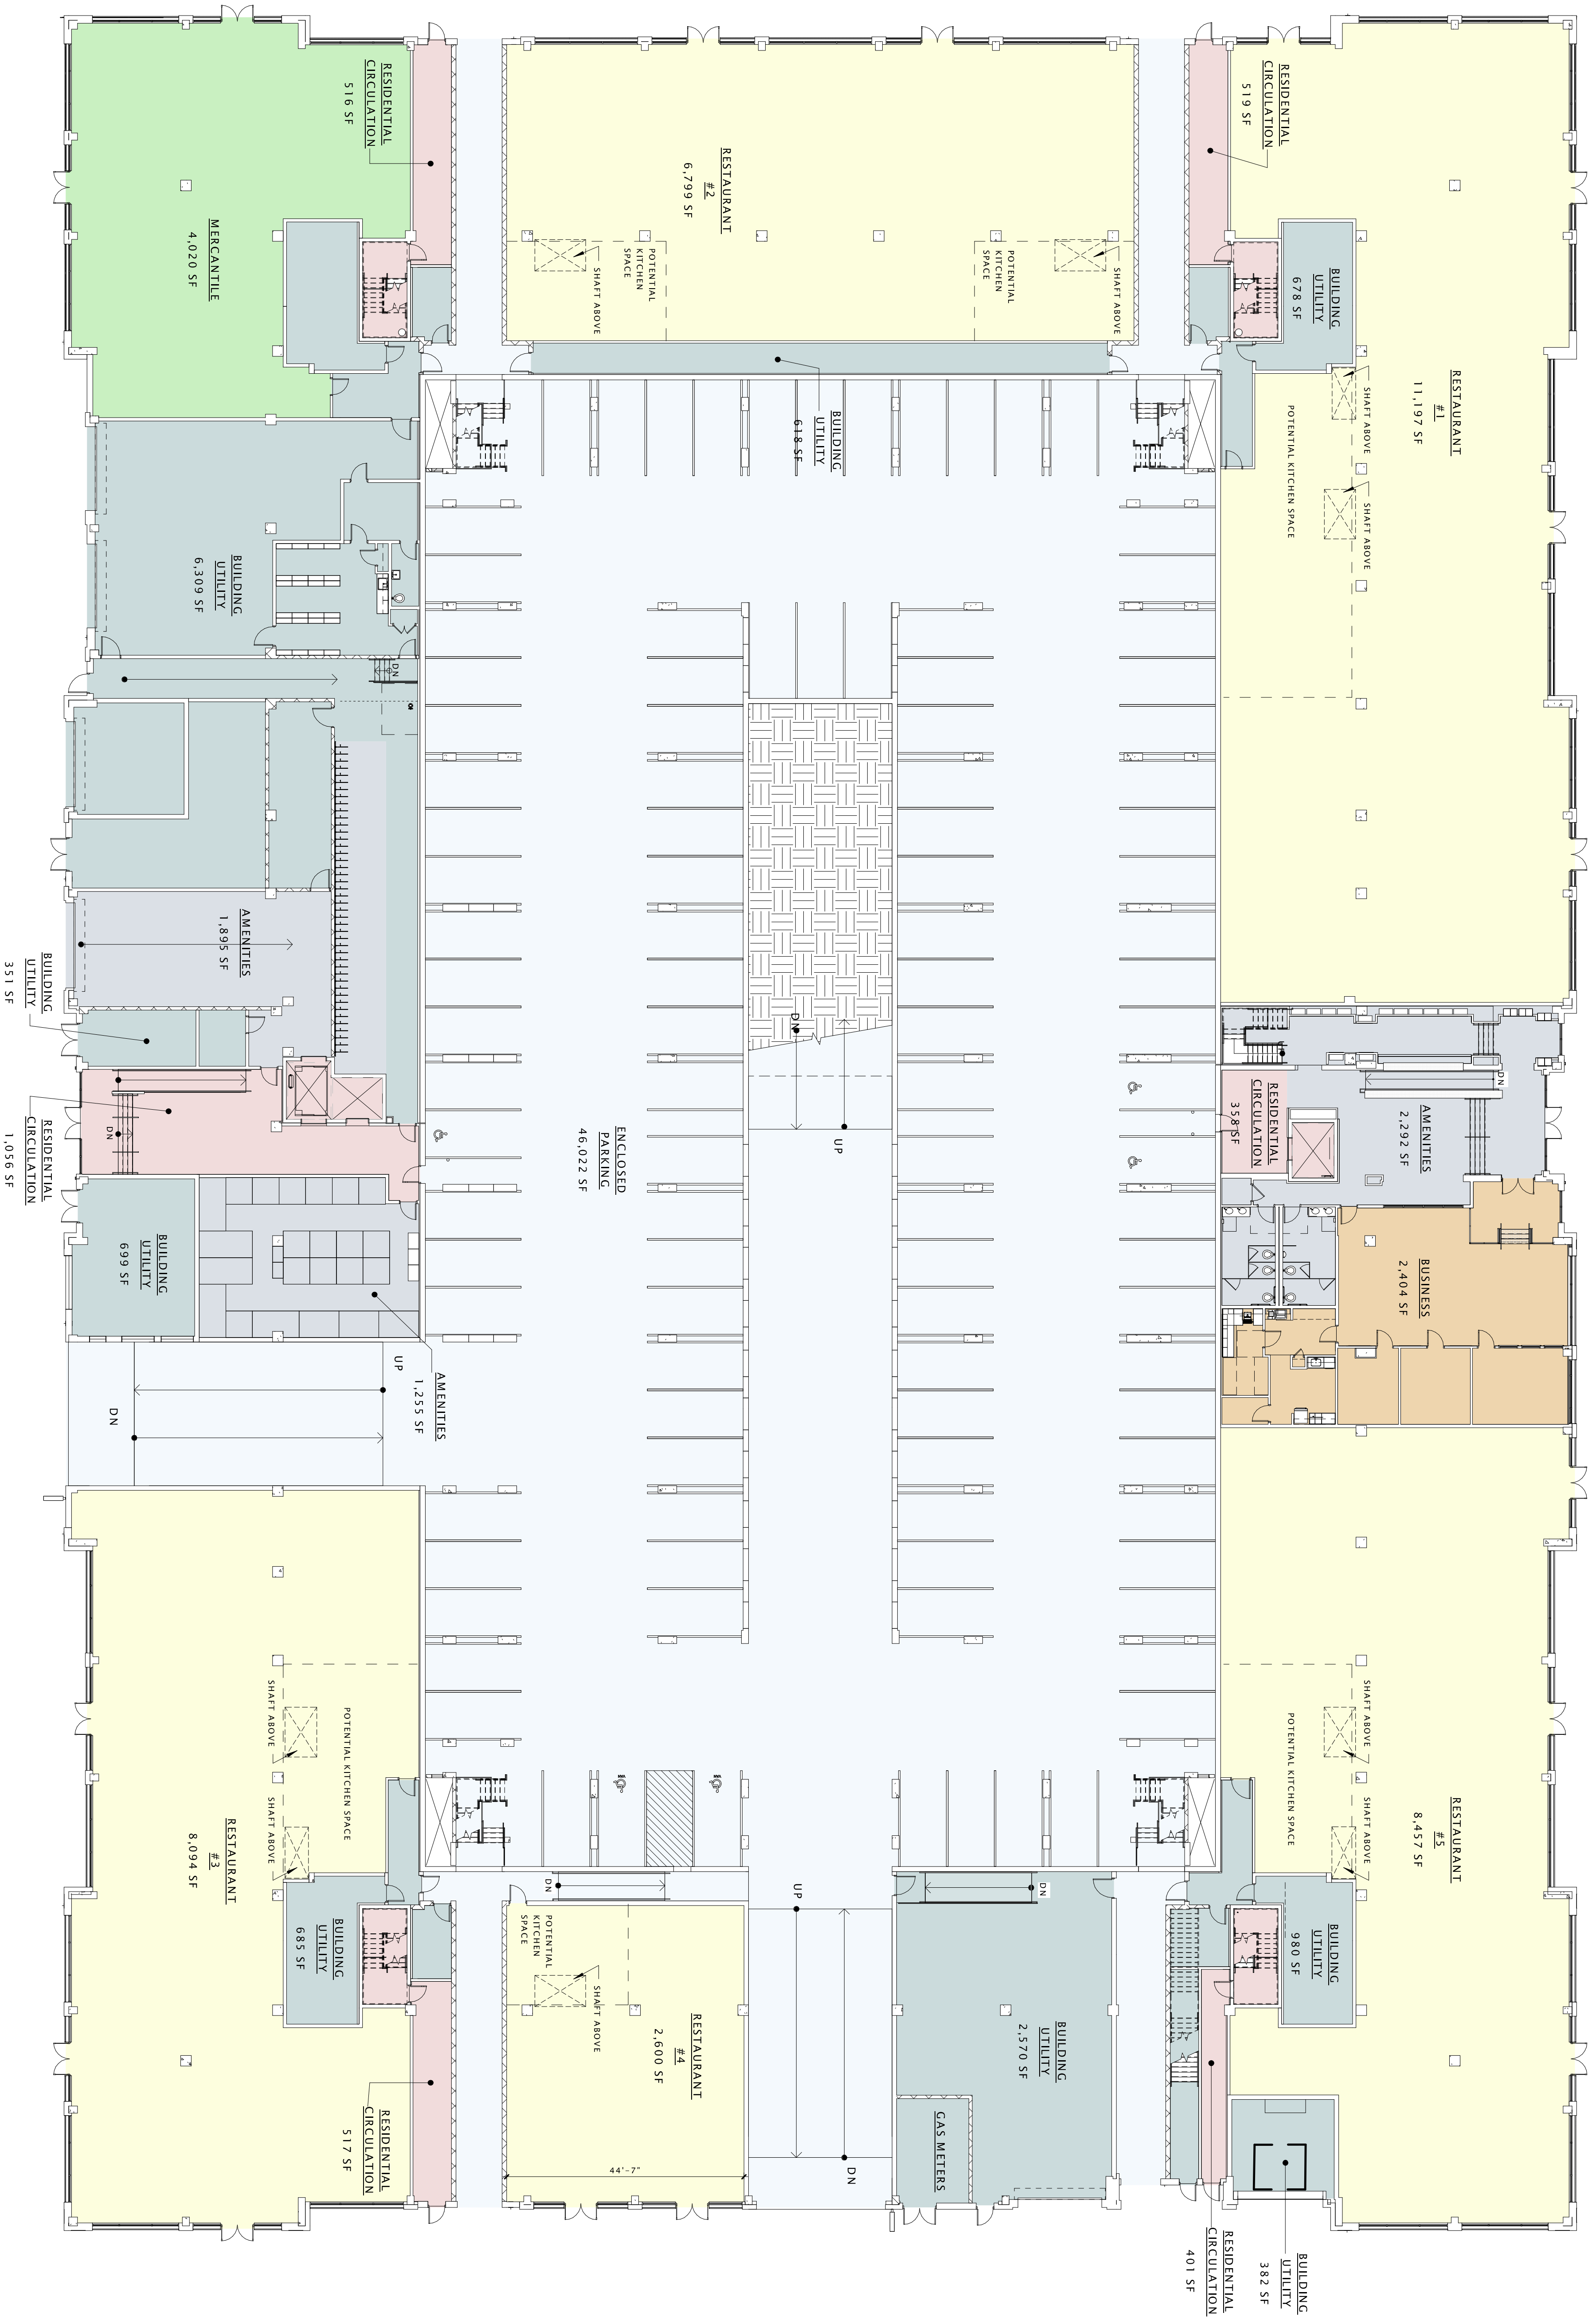 RESIDENTIAL
CIRCULATION
516 SF
MERCANTILE
4,020 SF
RESTAURANT
#2
6,799 SF
POTENTIAL
KITCHEN
SPACE
SHAFT ABOVE
POTENTIAL
KITCHEN
SPACE
SHAFT ABOVE
RESIDENTIAL
CIRCULATION
519 SF
BUILDING
UTILITY
678 SF
RESTAURANT
#1
11,197 SF
SHAFT ABOVE
SHAFT ABOVE
POTENTIAL KITCHEN SPACE
BUILDING
UTILITY
618 SF
BUILDING
UTILITY
6,309 SF
DN
AMENITIES
1,895 SF
BUILDING
UTILITY
351 SF
RESIDENTIAL
CIRCULATION
1,056 SF
DN
BUILDING
UTILITY
699 SF
AMENITIES
1,255 SF
UP
DN
ENCLOSED
PARKING
46,022 SF
DN
UP
RESIDENTIAL
CIRCULATION
358 SF
AMENITIES
2,292 SF
DN
BUSINESS
2,404 SF
RESTAURANT
#3
8,094 SF
POTENTIAL KITCHEN SPACE
SHAFT ABOVE
SHAFT ABOVE
BUILDING
UTILITY
685 SF
RESIDENTIAL
CIRCULATION
517 SF
DN
POTENTIAL
KITCHEN
SPACE
SHAFT ABOVE
RESTAURANT
#4
2,600 SF
44'-7"
UP
DN
DN
BUILDING
UTILITY
2,570 SF
GAS METERS
RESTAURANT
#5
8,457 SF
SHAFT ABOVE
SHAFT ABOVE
POTENTIAL KITCHEN SPACE
BUILDING
UTILITY
980 SF
RESIDENTIAL
CIRCULATION
401 SF
BUILDING
UTILITY
382 SF